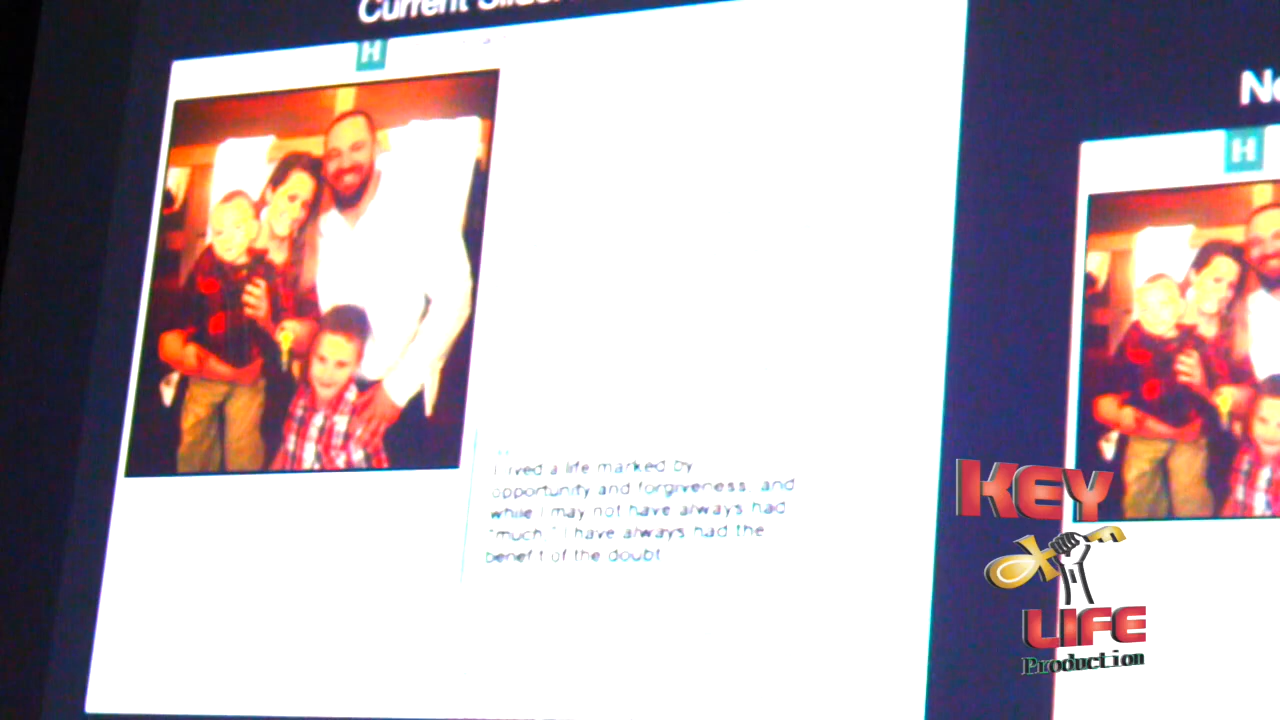 Current
H
H
I lived a life marked by
opportunity and forgiveness, and
while I may not have always had
"much," I have always had the
benefit of the doubt
KEY
LIFE
Production